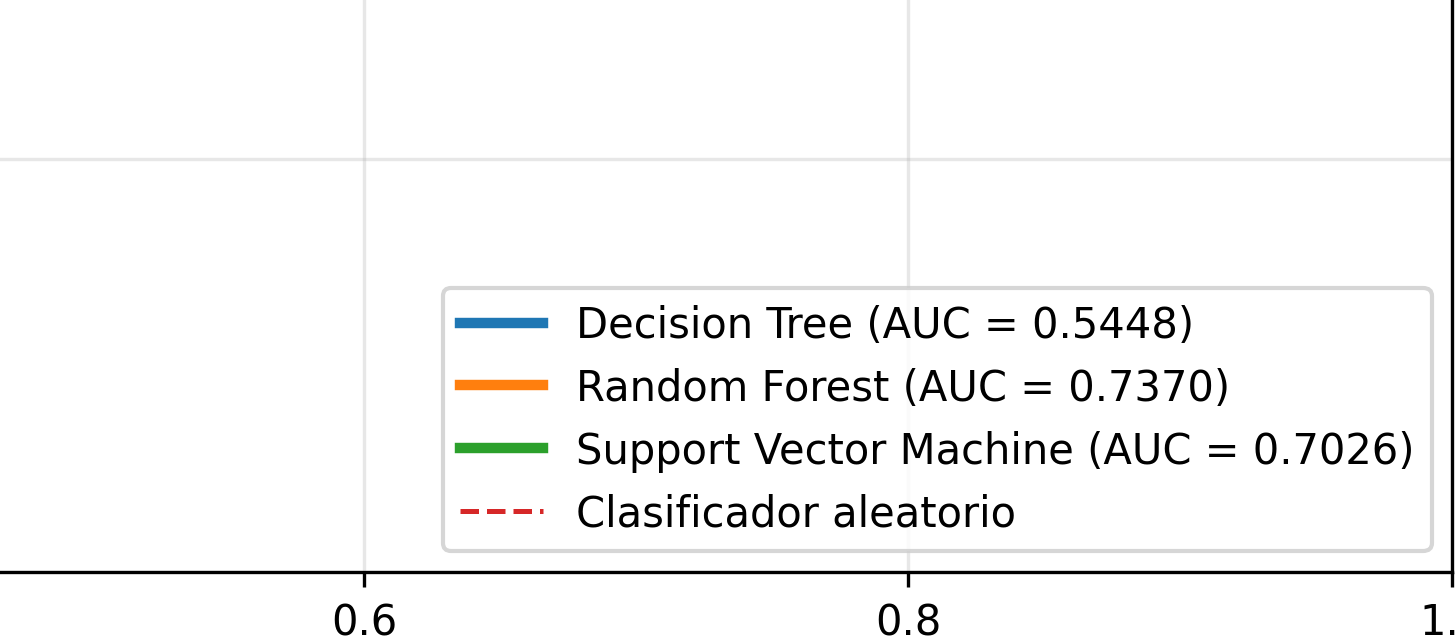 Decision Tree (AUC = 0.5448)
Random Forest (AUC = 0.7370)
Support Vector Machine (AUC = 0.7026)
Clasificador aleatorio
0.6 0.8 1.